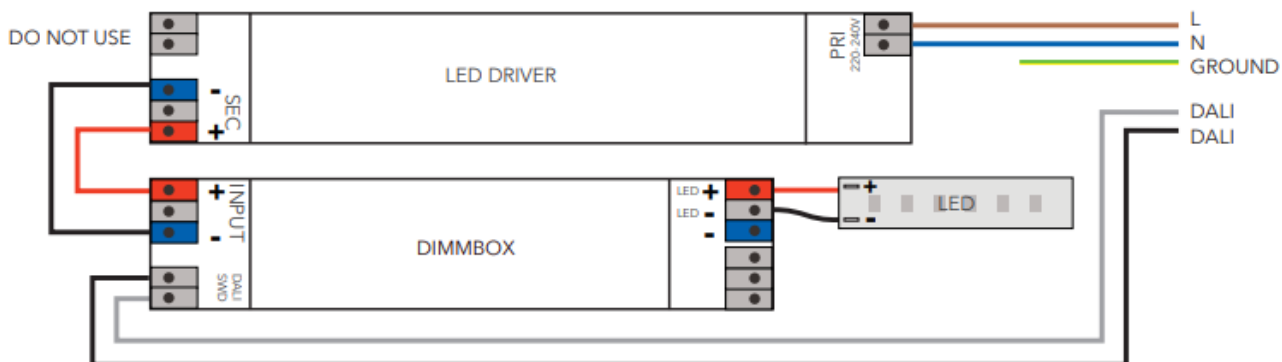 DO NOT USE
LED DRIVER
PRI
220-240V
L
N
GROUND
-
SEC
+
DALI
DALI
+
INPUT
-
DALI
SWD
DIMMBOX
LED +
LED -
-
+
LED
-